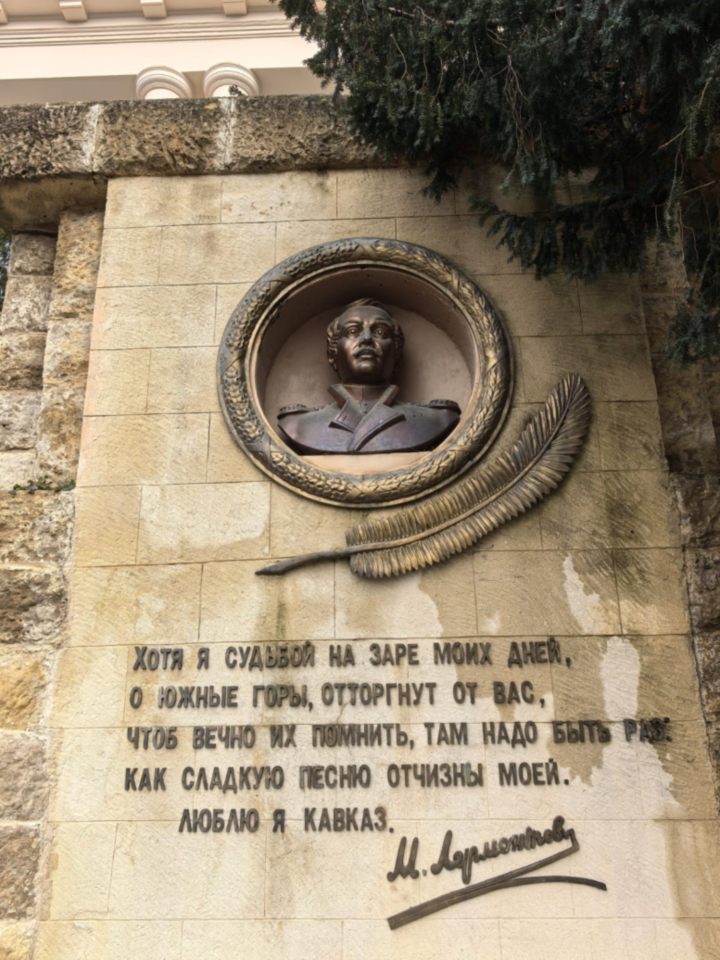 Хотя я судьбой на заре моих дней,
о южные горы, отторгнут от вас,
чтоб вечно их помнить, там надо быть раз:
как сладкую песню отчизны моей.
люблю я Кавказ.
М. Лермонтов